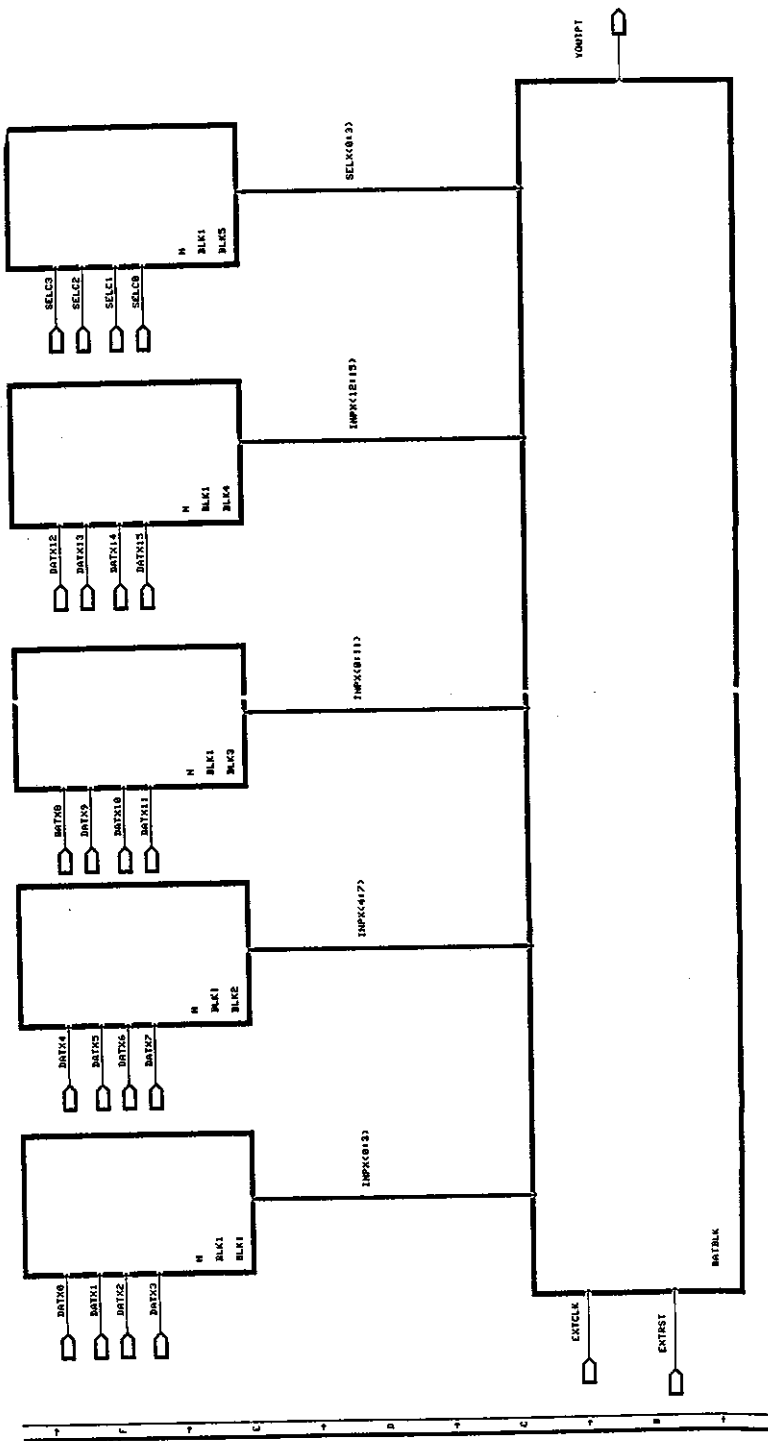 DATX0
DATX1
DATX2
DATX3
M
BLK1
BLK1
INPX(0:3)
DATX4
DATX5
DATX6
DATX7
M
BLK1
BLK2
INPX(4:7)
DATX8
DATX9
DATX10
DATX11
M
BLK1
BLK3
INPX(8:11)
DATX12
DATX13
DATX14
DATX15
M
BLK1
BLK4
INPX(12:15)
SELC3
SELC2
SELC1
SELC0
M
BLK1
BLK5
SELX(0:3)
EXTCLK
EXTRST
DATBLK
YOUTPT
F
E
D
C
B